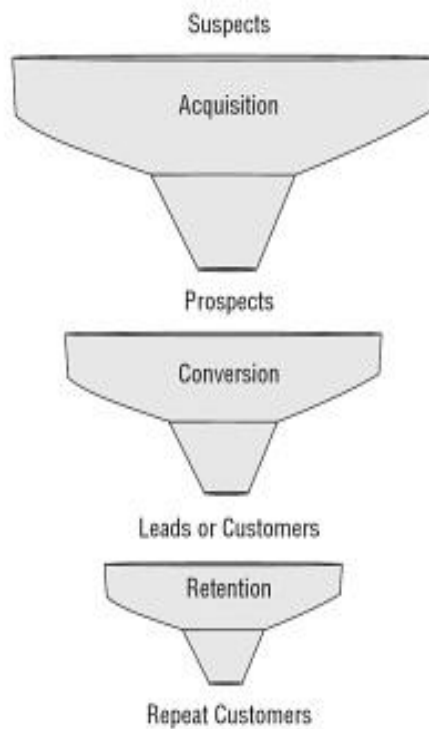 Suspects
Acquisition
Prospects
Conversion
Leads or Customers
Retention
Repeat Customers